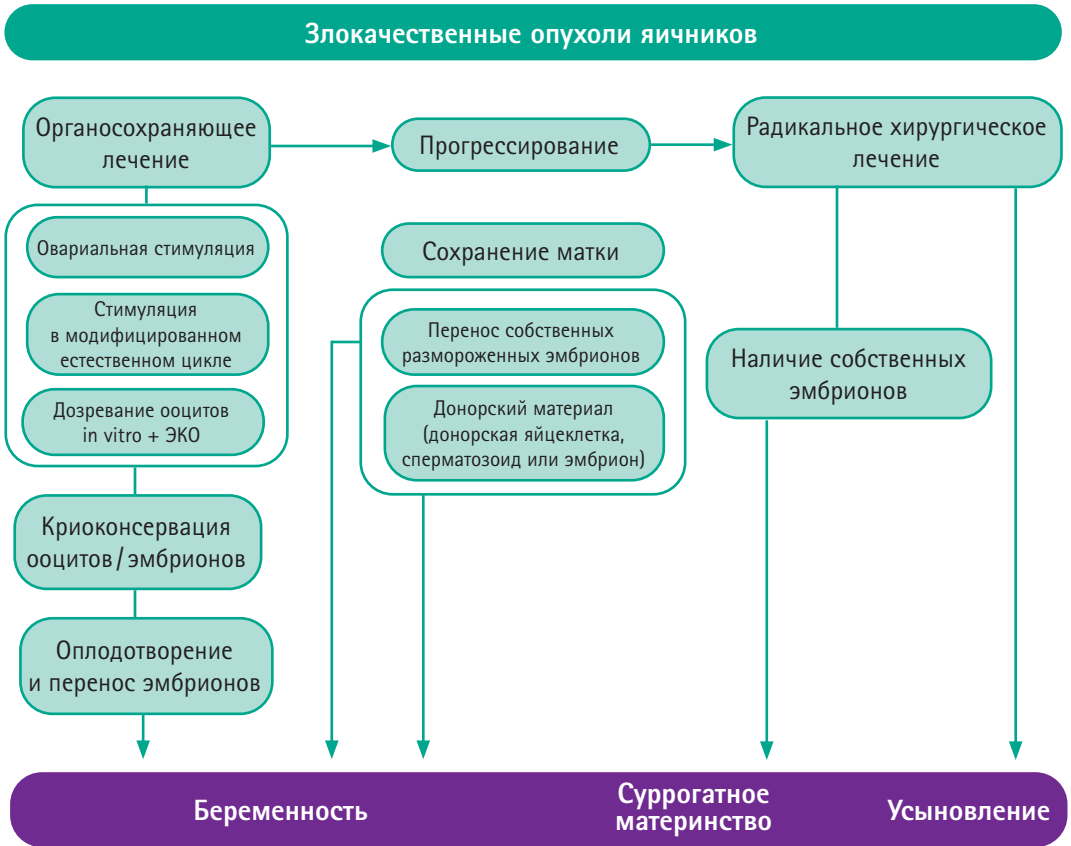 Злокачественные опухоли яичников
Органосохраняющее
лечение
Прогрессирование
Радикальное хирургическое
лечение
Овариальная стимуляция
Стимуляция
в модифицированном
естественном цикле
Дозревание ооцитов
in vitro + ЭКО
Сохранение матки
Перенос собственных
размороженных эмбрионов
Донорский материал
(донорская яйцеклетка,
сперматозоид или эмбрион)
Наличие собственных
эмбрионов
Криоконсервация
ооцитов/эмбрионов
Оплодотворение
и перенос эмбрионов
Беременность
Суррогатное
материнство
Усыновление